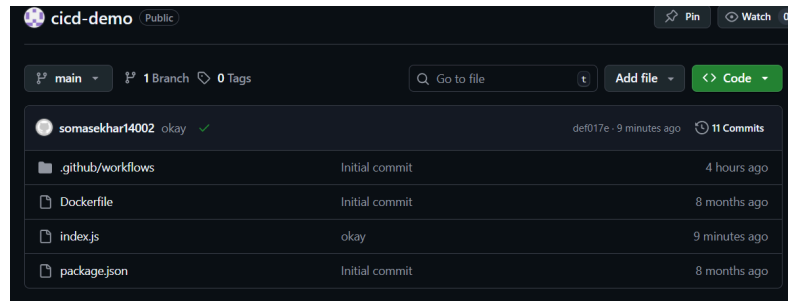 cicd-demo Public Pin Watch 0
main 1 Branch 0 Tags Go to file t Add file <> Code
somasekhar14002 okay def017e · 9 minutes ago 11 Commits
.github/workflows Initial commit 4 hours ago
Dockerfile Initial commit 8 months ago
index.js okay 9 minutes ago
package.json Initial commit 8 months ago